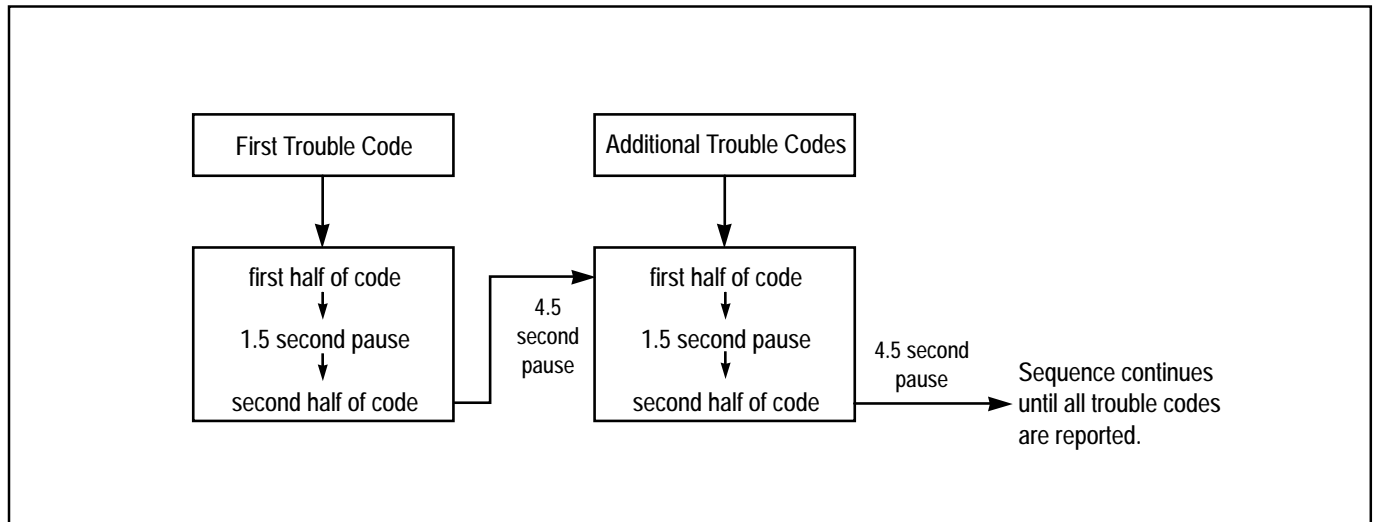 First Trouble Code
first half of code
1.5 second pause
second half of code
4.5
second
pause
Additional Trouble Codes
first half of code
1.5 second pause
second half of code
4.5 second
pause
Sequence continues
until all trouble codes
are reported.